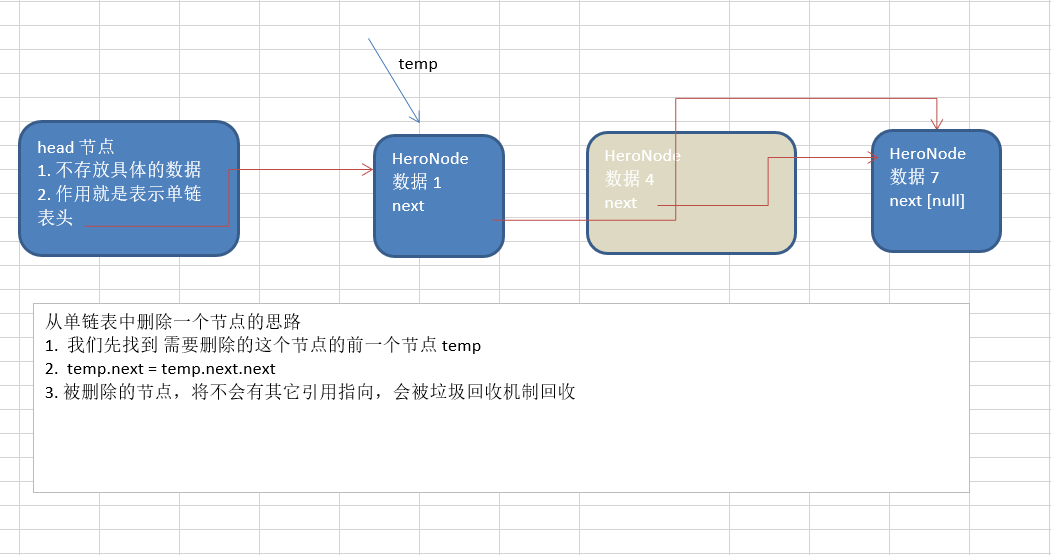 temp
head 节点
1. 不存放具体的数据
2. 作用就是表示单链
表头
HeroNode
数据 1
next
HeroNode
数据 4
next
HeroNode
数据 7
next [null]
从单链表中删除一个节点的思路
1. 我们先找到 需要删除的这个节点的前一个节点 temp
2. temp.next = temp.next.next
3. 被删除的节点，将不会有其它引用指向，会被垃圾回收机制回收